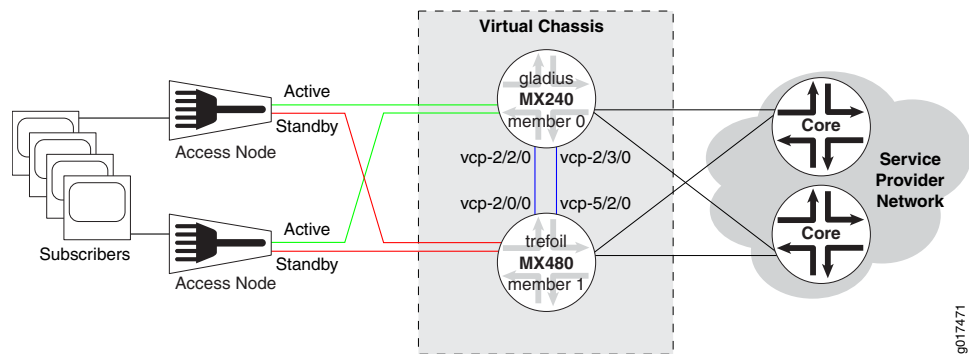 Virtual Chassis
gladius
MX240
member 0
Active
Standby
Access Node
Core
vcp-2/2/0
vcp-2/3/0
Service
Provider
Network
vcp-2/0/0
vcp-5/2/0
Active
Standby
Subscribers
Access Node
trefoil
MX480
member 1
Core
g017471